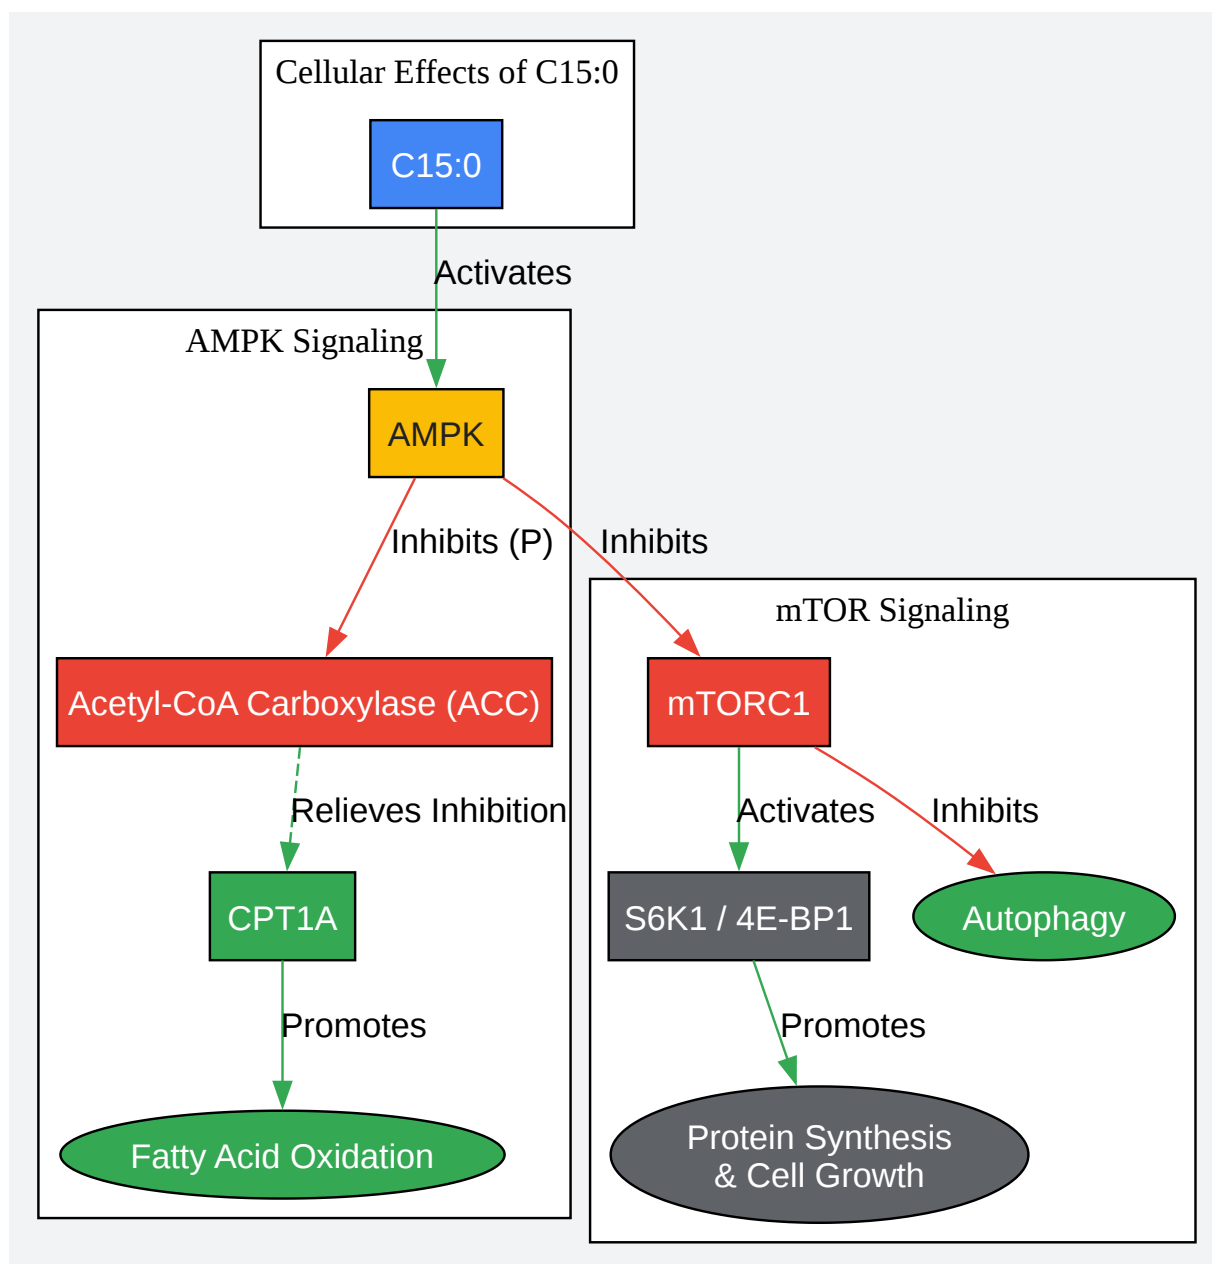 Cellular Effects of C15:0
C15:0
Activates
AMPK Signaling
AMPK
Inhibits (P)
Inhibits
mTOR Signaling
Acetyl-CoA Carboxylase (ACC)
mTORC1
Relieves Inhibition
Activates
Inhibits
CPT1A
S6K1 / 4E-BP1
Autophagy
Promotes
Promotes
Fatty Acid Oxidation
Protein Synthesis
& Cell Growth